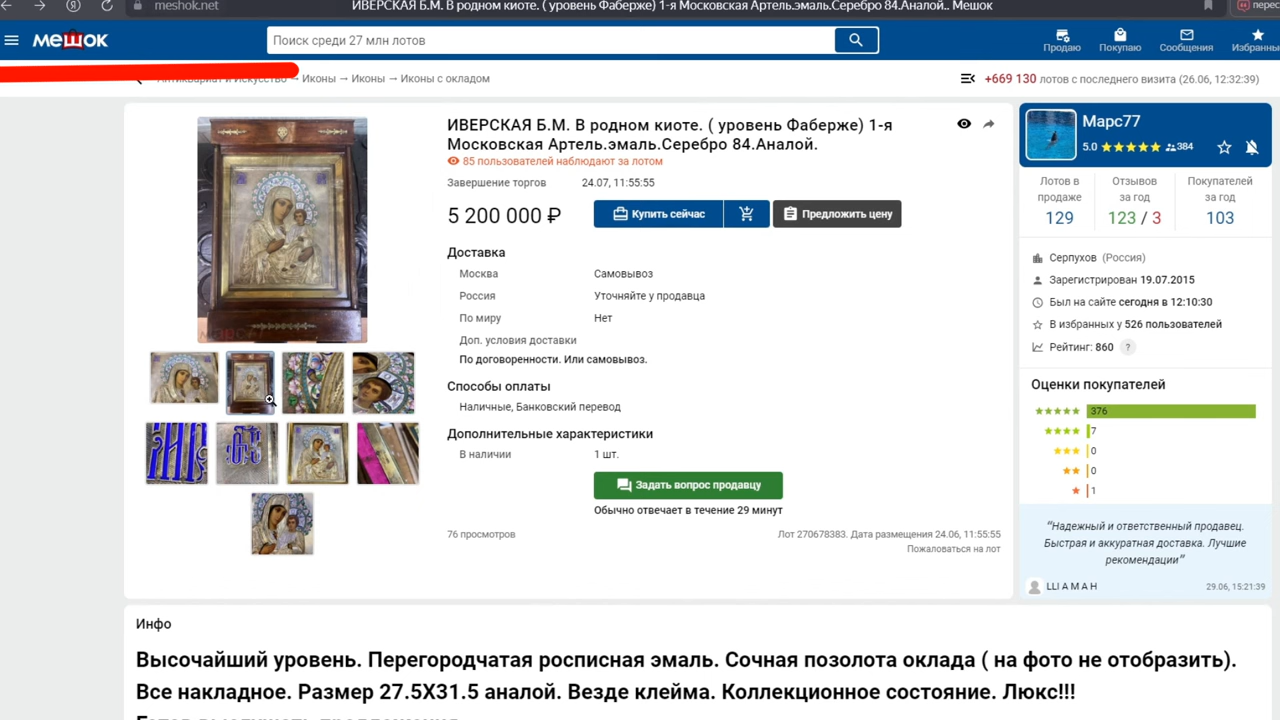 meshok.net
ИВЕРСКАЯ Б.М. В родном киоте. ( уровень Фаберже) 1-я Московская Артель.эмаль.Серебро 84.Аналой.. Мешок
мешок
Поиск среди 27 млн лотов
Продаю
Покупаю
Сообщения
Избранны
→ Иконы → Иконы → Иконы с окладом
+669 130 лотов с последнего визита (26.06, 12:32:39)
ИВЕРСКАЯ Б.М. В родном киоте. ( уровень Фаберже) 1-я
Московская Артель.эмаль.Серебро 84.Аналой.
85 пользователей наблюдают за лотом
Завершение торгов 24.07, 11:55:55
5 200 000 ₽
Купить сейчас
Предложить цену
Доставка
Москва Самовывоз
Россия Уточняйте у продавца
По миру Нет
Доп. условия доставки
По договоренности. Или самовывоз.
Способы оплаты
Наличные, Банковский перевод
Дополнительные характеристики
В наличии 1 шт.
Задать вопрос продавцу
Обычно отвечает в течение 29 минут
76 просмотров
Лот 270678383. Дата размещения 24.06, 11:55:55
Пожаловаться на лот
Марс77
5.0 ★★★★★ 384
Лотов в продаже
129
Отзывов за год
123 / 3
Покупателей за год
103
Серпухов (Россия)
Зарегистрирован 19.07.2015
Был на сайте сегодня в 12:10:30
В избранных у 526 пользователей
Рейтинг: 860 ?
Оценки покупателей
★★★★★ 376
★★★★ 7
★★★ 0
★★ 0
★ 1
“Надежный и ответственный продавец.
Быстрая и аккуратная доставка. Лучшие
рекомендации”
LLI A M A H
29.06, 15:21:39
Инфо
Высочайший уровень. Перегородчатая росписная эмаль. Сочная позолота оклада ( на фото не отобразить).
Все накладное. Размер 27.5X31.5 аналой. Везде клейма. Коллекционное состояние. Люкс!!!